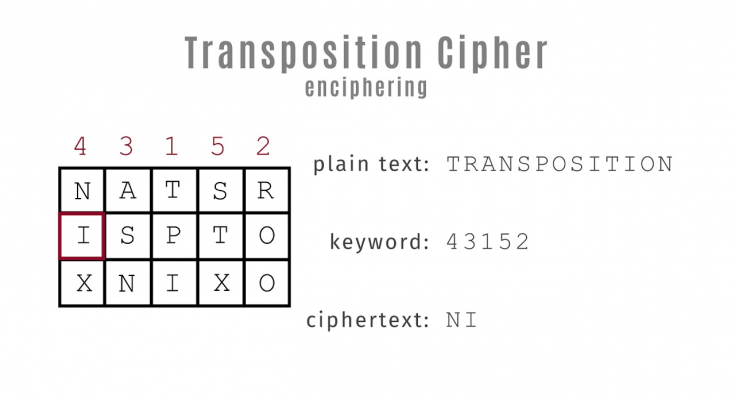 Transposition Cipher
enciphering
4 3 1 5 2
N A T S R
I S P T O
X N I X O
plain text: TRANSPOSITION
keyword: 43152
ciphertext: NI